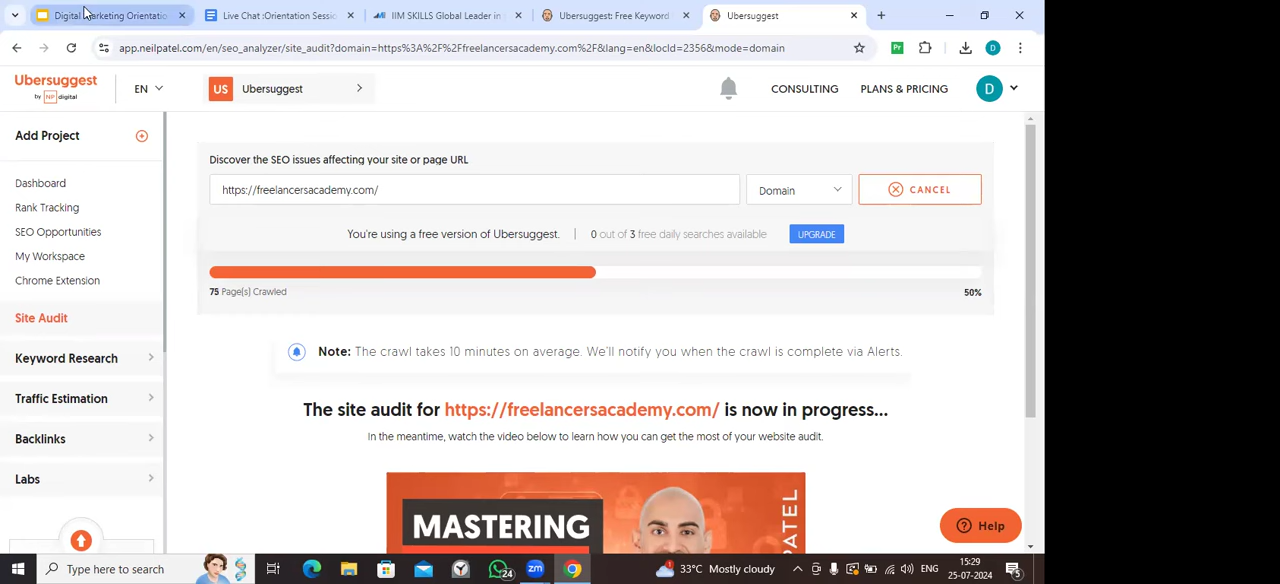 Digital Marketing Orientatio
Live Chat :Orientation Sessio
IIM SKILLS Global Leader in
Ubersuggest: Free Keyword
Ubersuggest
app.neilpatel.com/en/seo_analyzer/site_audit?domain=https%3A%2F%2Ffreelancersacademy.com%2F&lang=en&locId=2356&mode=domain
Pr
D
Ubersuggest
by NP digital
EN
US
Ubersuggest
CONSULTING
PLANS & PRICING
D
Add Project
Dashboard
Rank Tracking
SEO Opportunities
My Workspace
Chrome Extension
Site Audit
Keyword Research
Traffic Estimation
Backlinks
Labs
Discover the SEO issues affecting your site or page URL
https://freelancersacademy.com/
Domain
CANCEL
You're using a free version of Ubersuggest. | 0 out of 3 free daily searches available
UPGRADE
75 Page(s) Crawled
50%
Note: The crawl takes 10 minutes on average. We'll notify you when the crawl is complete via Alerts.
The site audit for https://freelancersacademy.com/ is now in progress...
In the meantime, watch the video below to learn how you can get the most of your website audit.
MASTERING
PATEL
Help
Type here to search
24
zm
33°C Mostly cloudy
ENG
15:29
25-07-2024
5